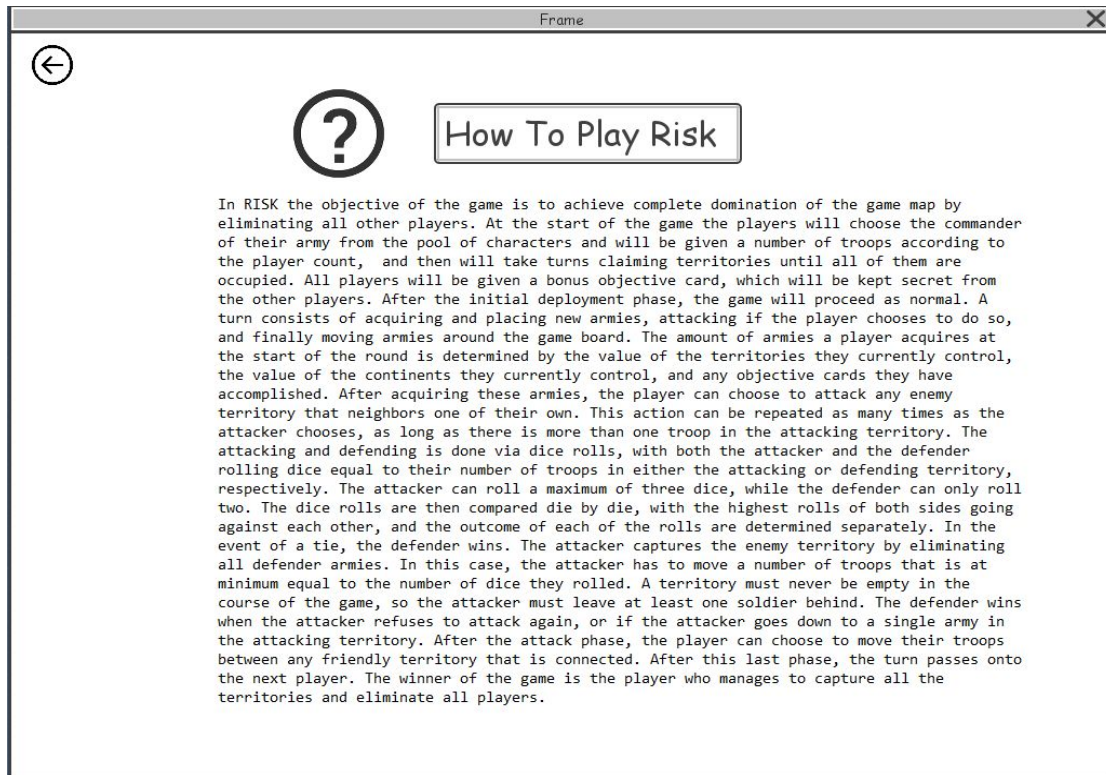 Frame
?
How To Play Risk
In RISK the objective of the game is to achieve complete domination of the game map by
eliminating all other players. At the start of the game the players will choose the commander
of their army from the pool of characters and will be given a number of troops according to
the player count,  and then will take turns claiming territories until all of them are
occupied. All players will be given a bonus objective card, which will be kept secret from
the other players. After the initial deployment phase, the game will proceed as normal. A
turn consists of acquiring and placing new armies, attacking if the player chooses to do so,
and finally moving armies around the game board. The amount of armies a player acquires at
the start of the round is determined by the value of the territories they currently control,
the value of the continents they currently control, and any objective cards they have
accomplished. After acquiring these armies, the player can choose to attack any enemy
territory that neighbors one of their own. This action can be repeated as many times as the
attacker chooses, as long as there is more than one troop in the attacking territory. The
attacking and defending is done via dice rolls, with both the attacker and the defender
rolling dice equal to their number of troops in either the attacking or defending territory,
respectively. The attacker can roll a maximum of three dice, while the defender can only roll
two. The dice rolls are then compared die by die, with the highest rolls of both sides going
against each other, and the outcome of each of the rolls are determined separately. In the
event of a tie, the defender wins. The attacker captures the enemy territory by eliminating
all defender armies. In this case, the attacker has to move a number of troops that is at
minimum equal to the number of dice they rolled. A territory must never be empty in the
course of the game, so the attacker must leave at least one soldier behind. The defender wins
when the attacker refuses to attack again, or if the attacker goes down to a single army in
the attacking territory. After the attack phase, the player can choose to move their troops
between any friendly territory that is connected. After this last phase, the turn passes onto
the next player. The winner of the game is the player who manages to capture all the
territories and eliminate all players.